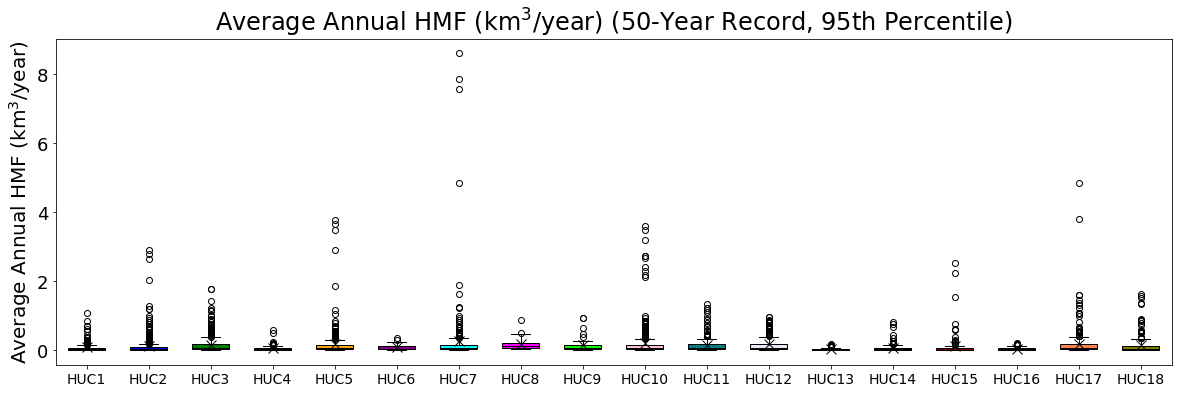 Average Annual HMF (km³/year) (50-Year Record, 95th Percentile)
Average Annual HMF (km³/year)
8
6
4
2
0
HUC1 HUC2 HUC3 HUC4 HUC5 HUC6 HUC7 HUC8 HUC9 HUC10 HUC11 HUC12 HUC13 HUC14 HUC15 HUC16 HUC17 HUC18